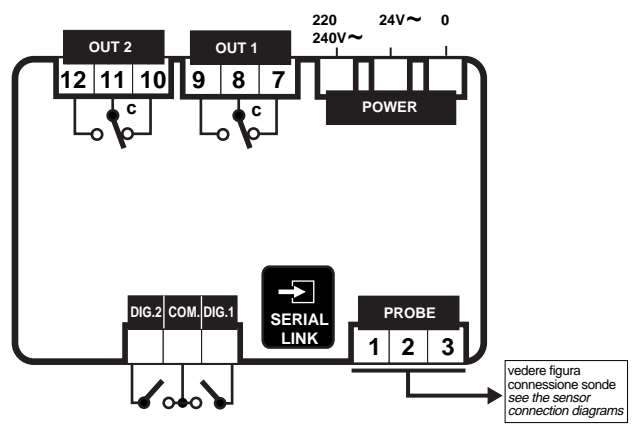 220
240V~
24V~
0
OUT 2
OUT 1
12 11 10
9 8 7
POWER
c
c
DIG.2 COM. DIG.1
SERIAL
LINK
PROBE
1 2 3
vedere figura
connessione sonde
see the sensor
connection diagrams